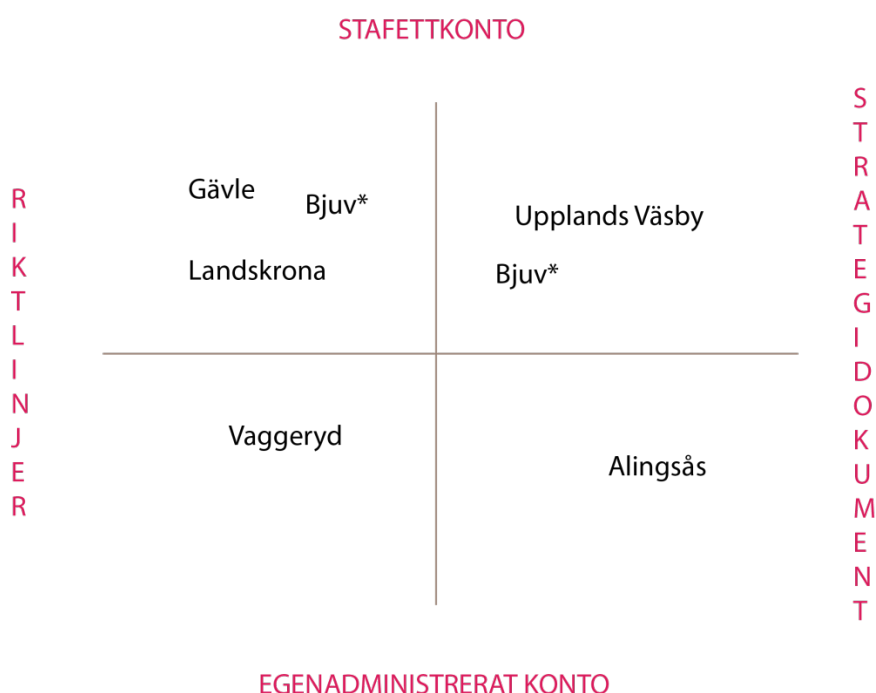 STAFETTKONTO
RIKTLINJER
STRATEGIDOKUMENT
Gävle
Bjuv*
Upplands Väsby
Landskrona
Bjuv*
Vaggeryd
Alingsås
EGENADMINISTRERAT KONTO